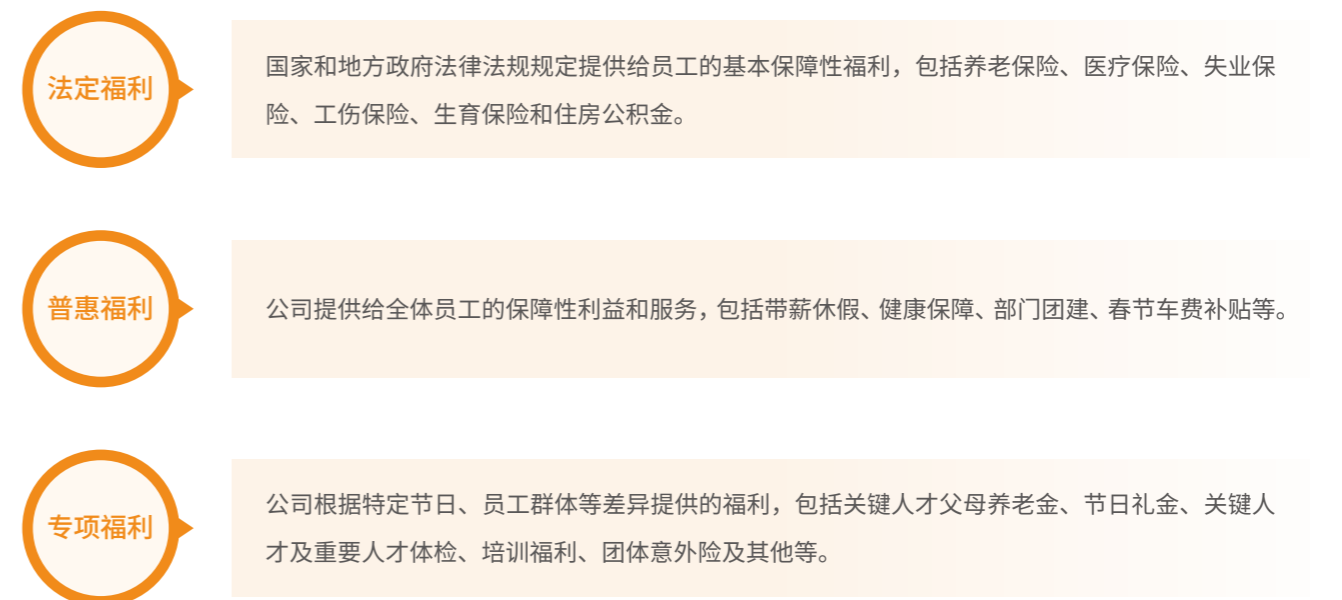 法定福利
国家和地方政府法律法规规定提供给员工的基本保障性福利，包括养老保险、医疗保险、失业保
险、工伤保险、生育保险和住房公积金。
普惠福利
公司提供给全体员工的保障性利益和服务，包括带薪休假、健康保障、部门团建、春节车费补贴等。
专项福利
公司根据特定节日、员工群体等差异提供的福利，包括关键人才父母养老金、节日礼金、关键人
才及重要人才体检、培训福利、团体意外险及其他等。